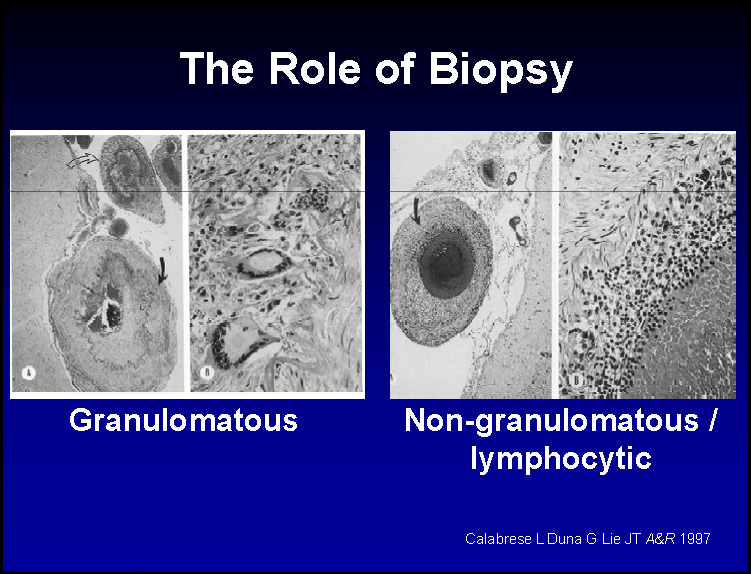 The Role of Biopsy
A
B
B
Granulomatous
Non-granulomatous /
lymphocytic
Calabrese L Duna G Lie JT A&R 1997